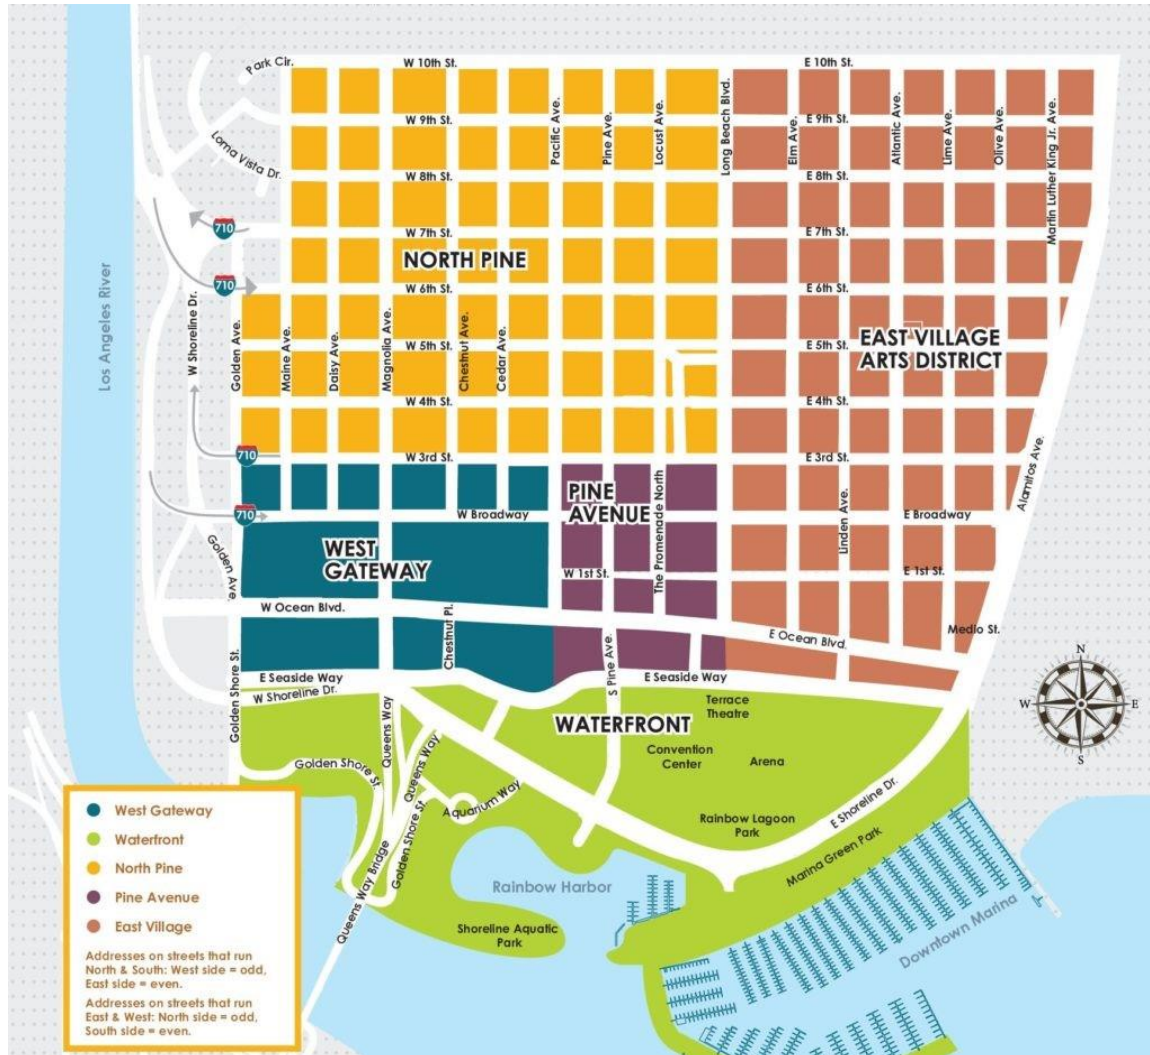 Park Cir.
W 10th St.
E 10th St.
Loma Vista Dr.
W 9th St.
E 9th St.
Pacific Ave.
Pine Ave.
Locust Ave.
Long Beach Blvd.
Elm Ave.
Atlantic Ave.
Lime Ave.
Olive Ave.
Martin Luther King Jr. Ave.
W 8th St.
E 8th St.
710
W 7th St.
E 7th St.
NORTH PINE
710
W 6th St.
E 6th St.
Los Angeles River
W Shoreline Dr.
Golden Ave.
Maine Ave.
Daisy Ave.
Magnolia Ave.
Chestnut Ave.
Cedar Ave.
W 5th St.
E 5th St.
EAST VILLAGE
ARTS DISTRICT
W 4th St.
E 4th St.
710
W 3rd St.
E 3rd St.
Alamitos Ave.
PINE
AVENUE
The Promenade North
Linden Ave.
710
W Broadway
E Broadway
Golden Ave.
WEST
GATEWAY
W 1st St.
E 1st St.
W Ocean Blvd.
E Ocean Blvd.
Medio St.
Chestnut Pl.
S Pine Ave.
Golden Shore St.
E Seaside Way
E Seaside Way
W Shoreline Dr.
N
W
E
S
Queens Way
Queens Way
WATERFRONT
Terrace
Theatre
Convention
Center
Arena
Golden Shore St.
Golden Shore St.
Aquarium Way
Rainbow Lagoon
Park
E Shoreline Dr.
Marina Green Park
Queens Way Bridge
Rainbow Harbor
Shoreline Aquatic
Park
Downtown Marina
West Gateway
Waterfront
North Pine
Pine Avenue
East Village
Addresses on streets that run
North & South: West side = odd,
East side = even.
Addresses on streets that run
East & West: North side = odd,
South side = even.